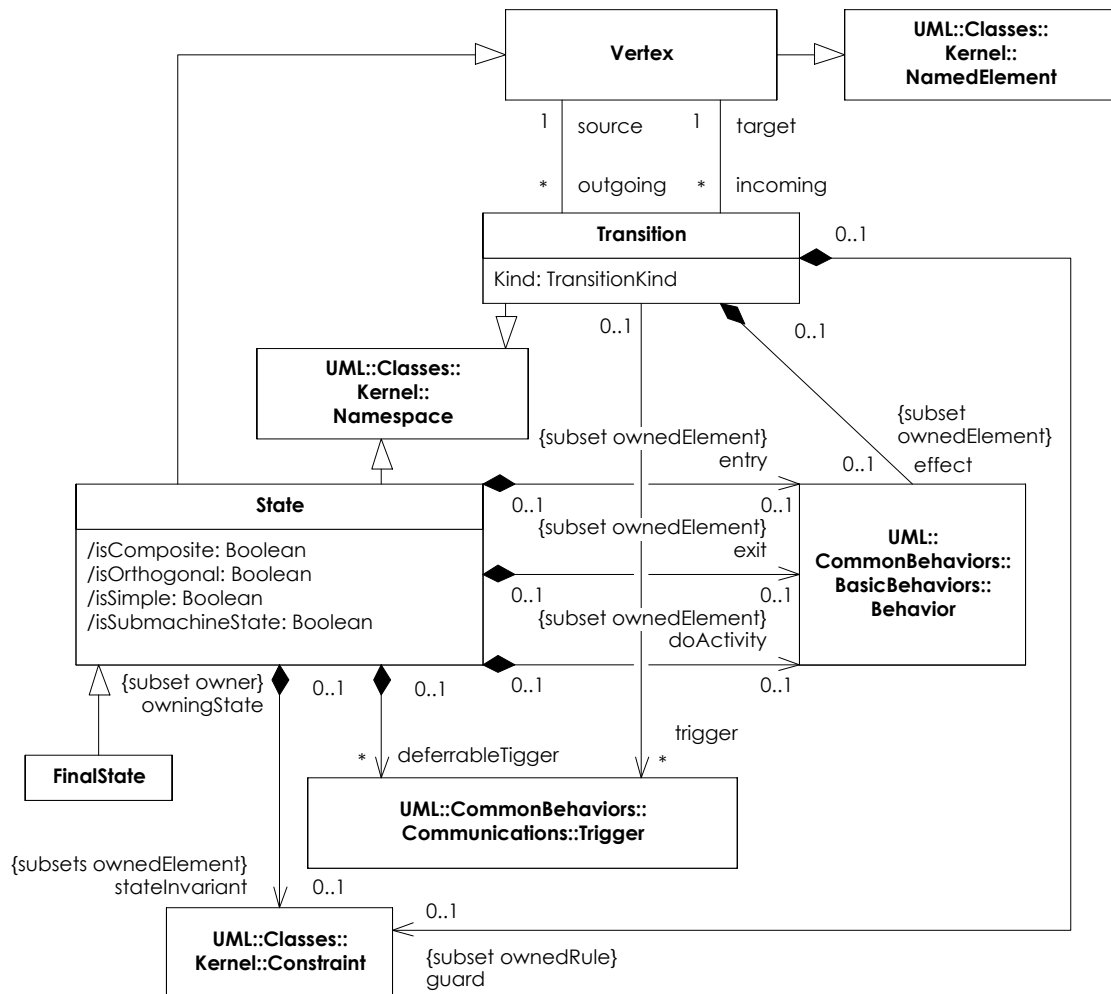 Vertex
UML::Classes::
Kernel::
NamedElement
1
source
1
target
*
outgoing
*
incoming
Transition
0..1
Kind: TransitionKind
0..1
0..1
UML::Classes::
Kernel::
Namespace
{subset
ownedElement}
effect
0..1
{subset ownedElement}
entry
0..1
0..1
State
/isComposite: Boolean
/isOrthogonal: Boolean
/isSimple: Boolean
/isSubmachineState: Boolean
{subset ownedElement}
exit
0..1
0..1
UML::
CommonBehaviors::
BasicBehaviors::
Behavior
{subset ownedElement}
doActivity
0..1
0..1
{subset owner}
owningState
0..1
0..1
FinalState
*
deferrableTigger
trigger
*
UML::CommonBehaviors::
Communications::Trigger
{subsets ownedElement}
stateInvariant
0..1
0..1
UML::Classes::
Kernel::Constraint
{subset ownedRule}
guard